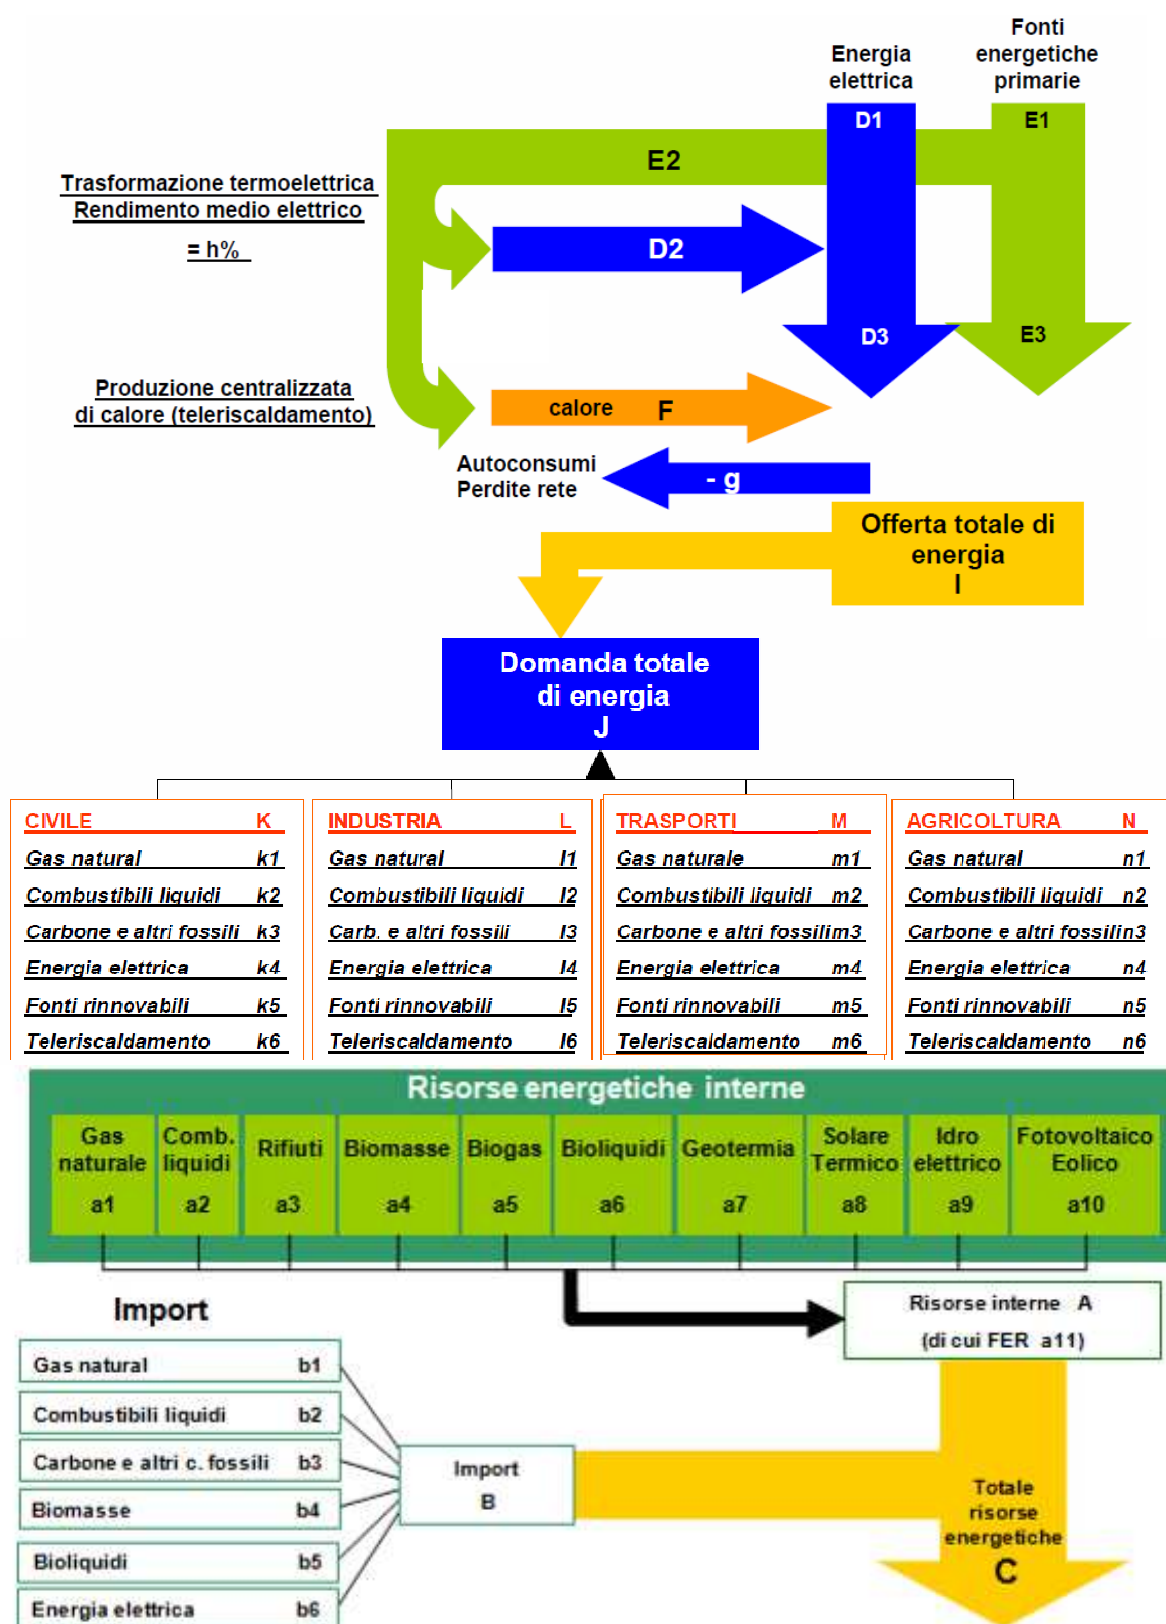 Fonti
energetiche
primarie
Energia
elettrica
D1
E1
E2
Trasformazione termoelettrica
Rendimento medio elettrico
= h%
D2
D3
E3
Produzione centralizzata
di calore (teleriscaldamento)
calore F
Autoconsumi
Perdite rete
- g
Offerta totale di
energia
I
Domanda totale
di energia
J
CIVILE K
Gas natural k1
Combustibili liquidi k2
Carbone e altri fossili k3
Energia elettrica k4
Fonti rinnovabili k5
Teleriscaldamento k6
INDUSTRIA L
Gas natural l1
Combustibili liquidi l2
Carb. e altri fossili l3
Energia elettrica l4
Fonti rinnovabili l5
Teleriscaldamento l6
TRASPORTI M
Gas naturale m1
Combustibili liquidi m2
Carbone e altri fossili m3
Energia elettrica m4
Fonti rinnovabili m5
Teleriscaldamento m6
AGRICOLTURA N
Gas natural n1
Combustibili liquidi n2
Carbone e altri fossili n3
Energia elettrica n4
Fonti rinnovabili n5
Teleriscaldamento n6
Risorse energetiche interne
Gas
naturale
a1
Comb.
liquidi
a2
Rifiuti
a3
Biomasse
a4
Biogas
a5
Bioliquidi
a6
Geotermia
a7
Solare
Termico
a8
Idro
elettrico
a9
Fotovoltaico
Eolico
a10
Risorse interne A
(di cui FER a11)
Import
Gas natural b1
Combustibili liquidi b2
Carbone e altri c. fossili b3
Biomasse b4
Bioliquidi b5
Energia elettrica b6
Import
B
Totale
risorse
energetiche
C